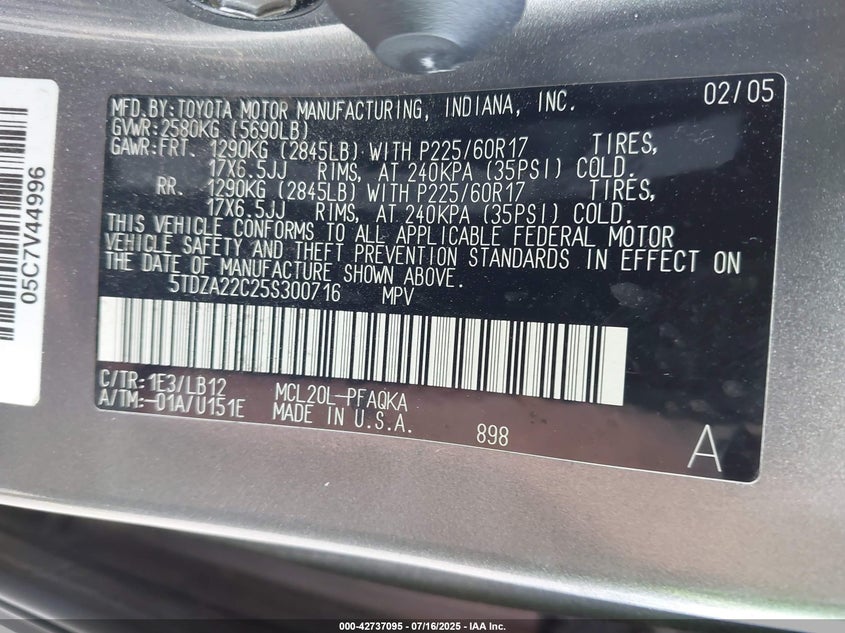 MFD.BY:TOYOTA MOTOR MANUFACTURING, INDIANA, INC. 02/05
GVWR:2580KG (5690LB)
GAWR:FRT. 1290KG (2845LB) WITH P225/60R17 TIRES,
17X6.5JJ RIMS, AT 240KPA (35PSI) COLD.
RR. 1290KG (2845LB) WITH P225/60R17 TIRES,
17X6.5JJ RIMS, AT 240KPA (35PSI) COLD.
THIS VEHICLE CONFORMS TO ALL APPLICABLE FEDERAL MOTOR
VEHICLE SAFETY AND THEFT PREVENTION STANDARDS IN EFFECT ON
THE DATE OF MANUFACTURE SHOWN ABOVE.
5TDZA22C25S300716 MPV
C/TR:1E3/LB12 MCL20L-PFAQKA
A/TM:-01A/U151E MADE IN U.S.A. 898
A
05C7V44996
000-42737095 - 07/16/2025 - IAA Inc.